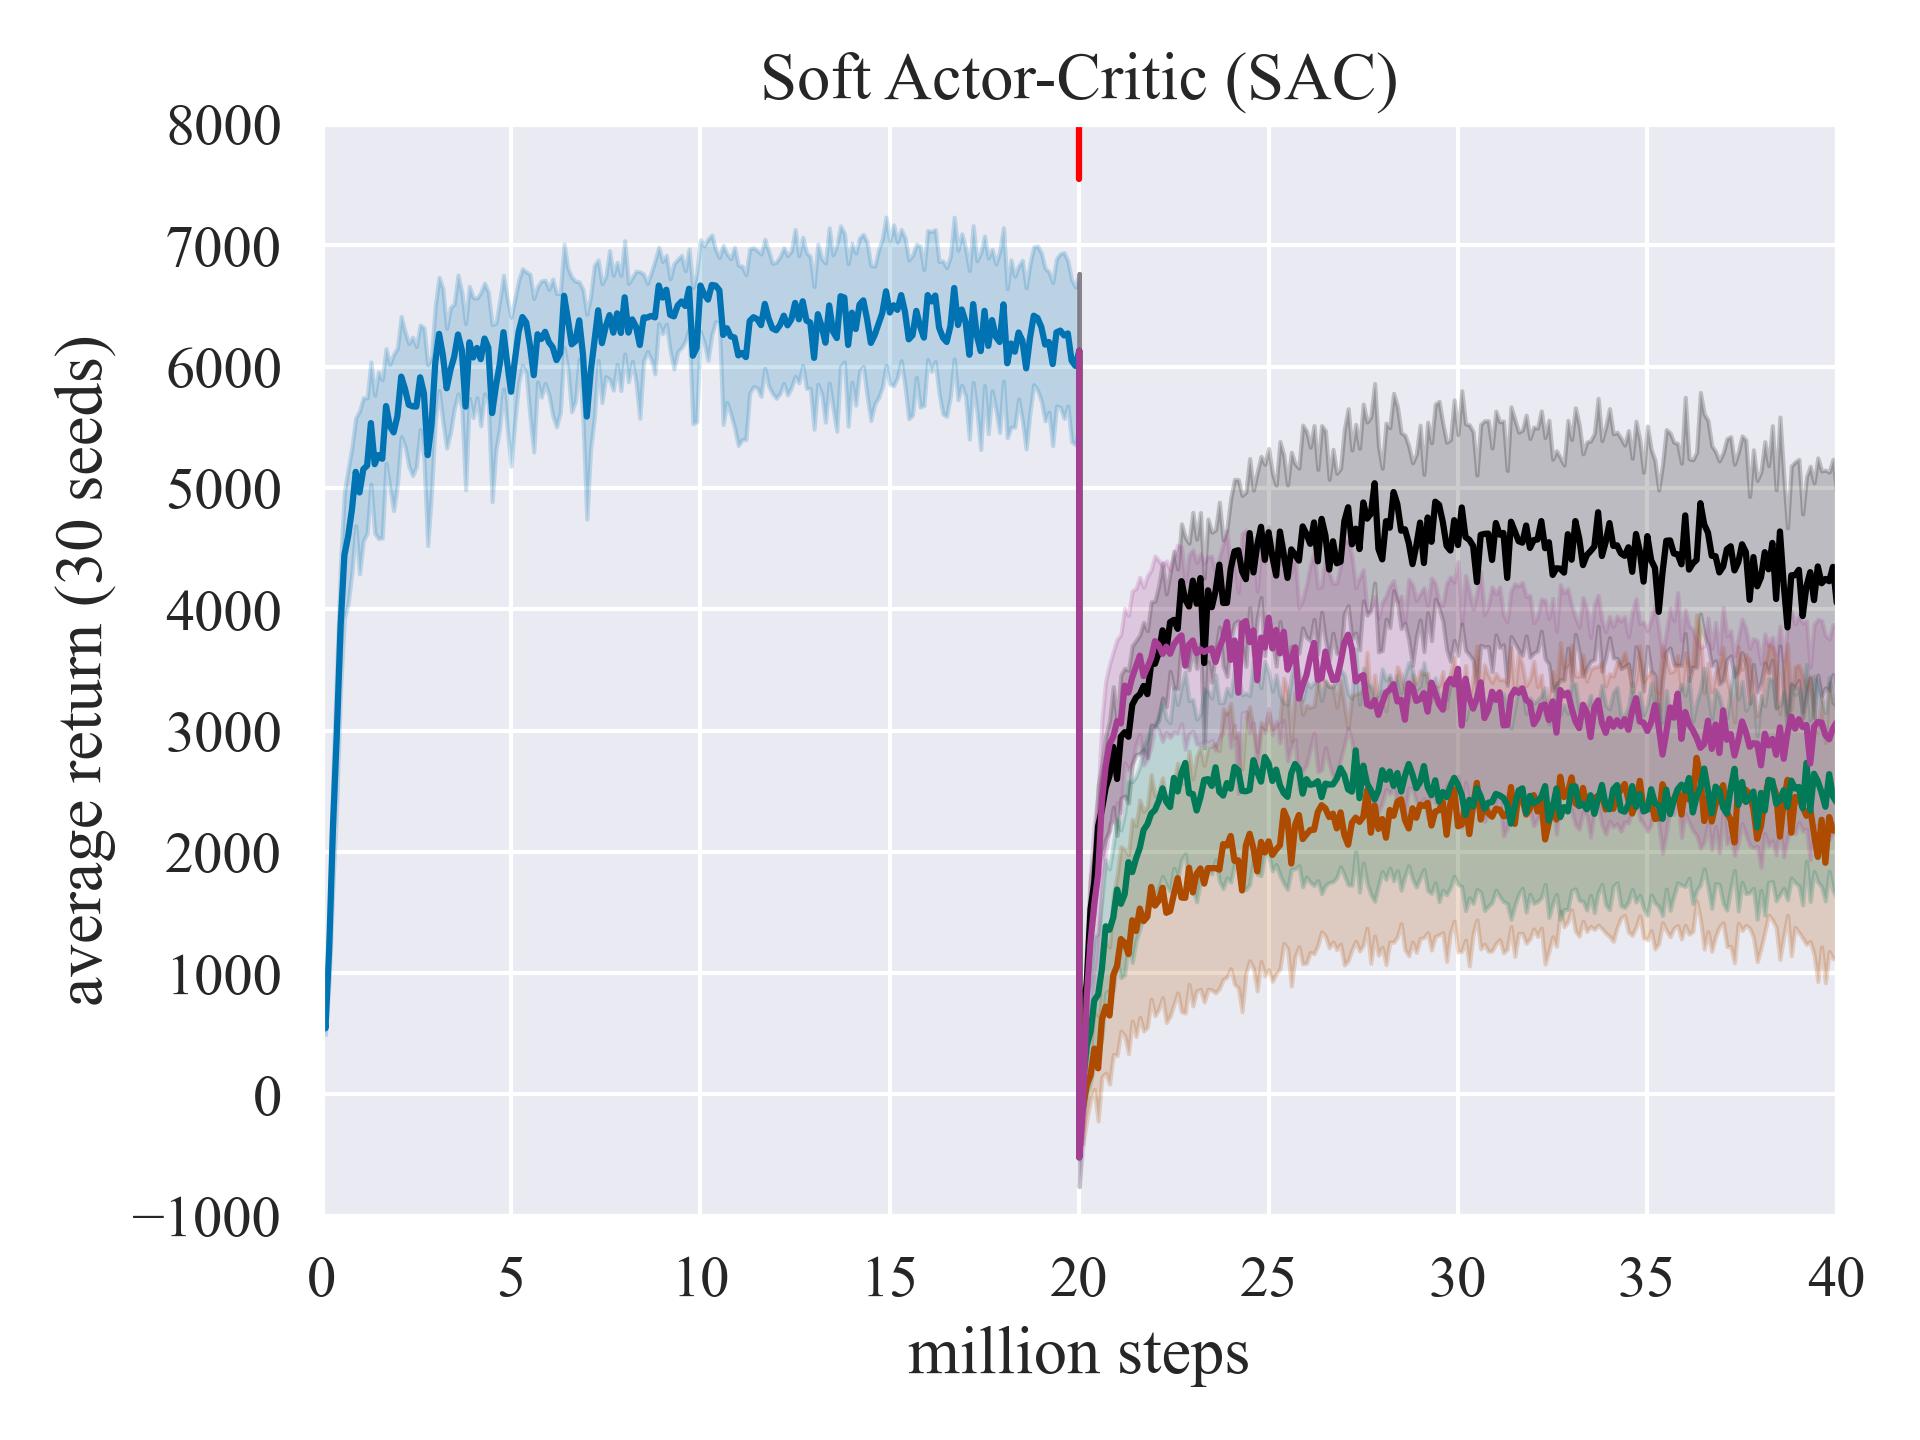 Soft Actor-Critic (SAC)
8000
7000
6000
5000
4000
3000
2000
1000
0
−1000
average return (30 seeds)
0 5 10 15 20 25 30 35 40
million steps